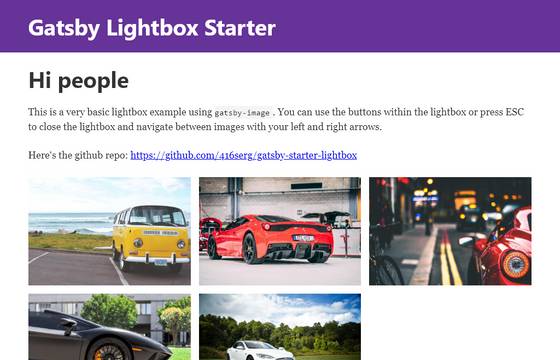 Gatsby Lightbox Starter
Hi people
This is a very basic lightbox example using gatsby-image . You can use the buttons within the lightbox or press ESC
to close the lightbox and navigate between images with your left and right arrows.
Here's the github repo: https://github.com/416serg/gatsby-starter-lightbox